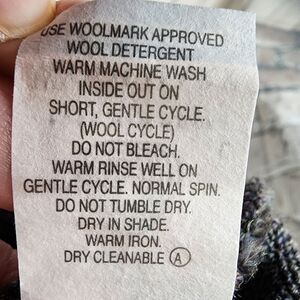 USE WOOLMARK APPROVED
WOOL DETERGENT
WARM MACHINE WASH
INSIDE OUT ON
SHORT, GENTLE CYCLE.
(WOOL CYCLE)
DO NOT BLEACH.
WARM RINSE WELL ON
GENTLE CYCLE. NORMAL SPIN.
DO NOT TUMBLE DRY.
DRY IN SHADE.
WARM IRON.
DRY CLEANABLE Ⓐ